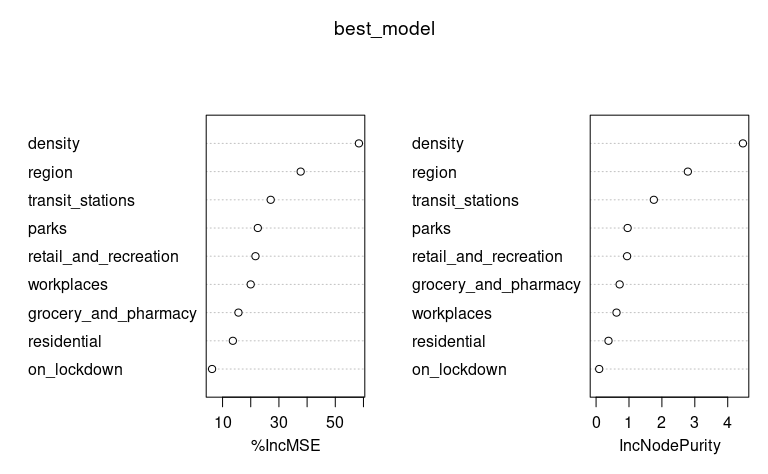 best_model
density
region
transit_stations
parks
retail_and_recreation
workplaces
grocery_and_pharmacy
residential
on_lockdown
10 30 50
%IncMSE
density
region
transit_stations
parks
retail_and_recreation
grocery_and_pharmacy
workplaces
residential
on_lockdown
0 1 2 3 4
IncNodePurity